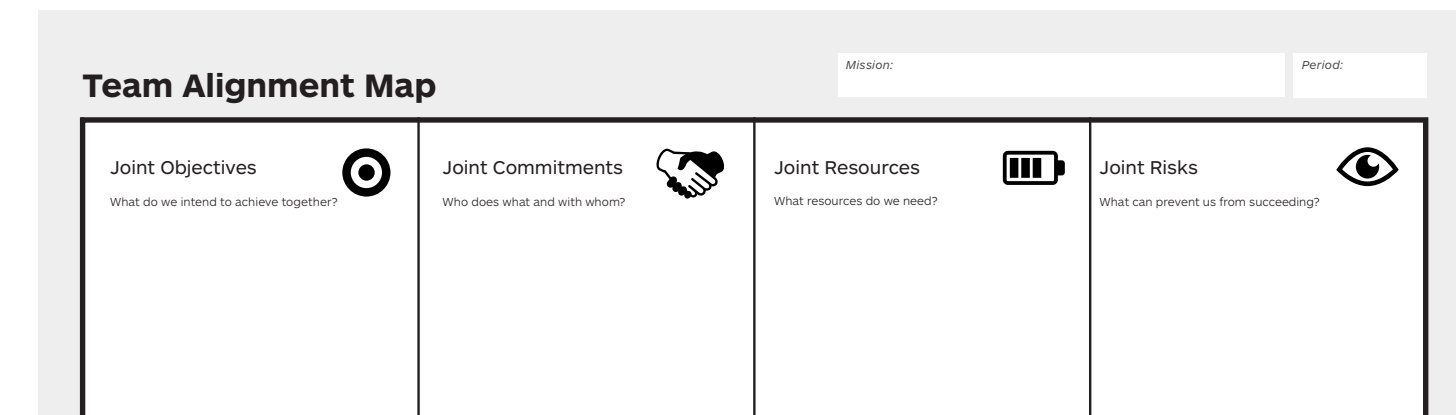 Team Alignment Map
Mission:
Period:
Joint Objectives
What do we intend to achieve together?
Joint Commitments
Who does what and with whom?
Joint Resources
What resources do we need?
Joint Risks
What can prevent us from succeeding?